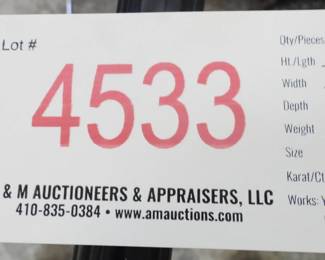 Lot #
4533
& M AUCTIONEERS & APPRAISERS, LLC
410-835-0384 • www.amauctions.com
Qty/Pieces
Ht./Lgth
Width
Depth
Weight
Size
Karat/Ct
Works: Y